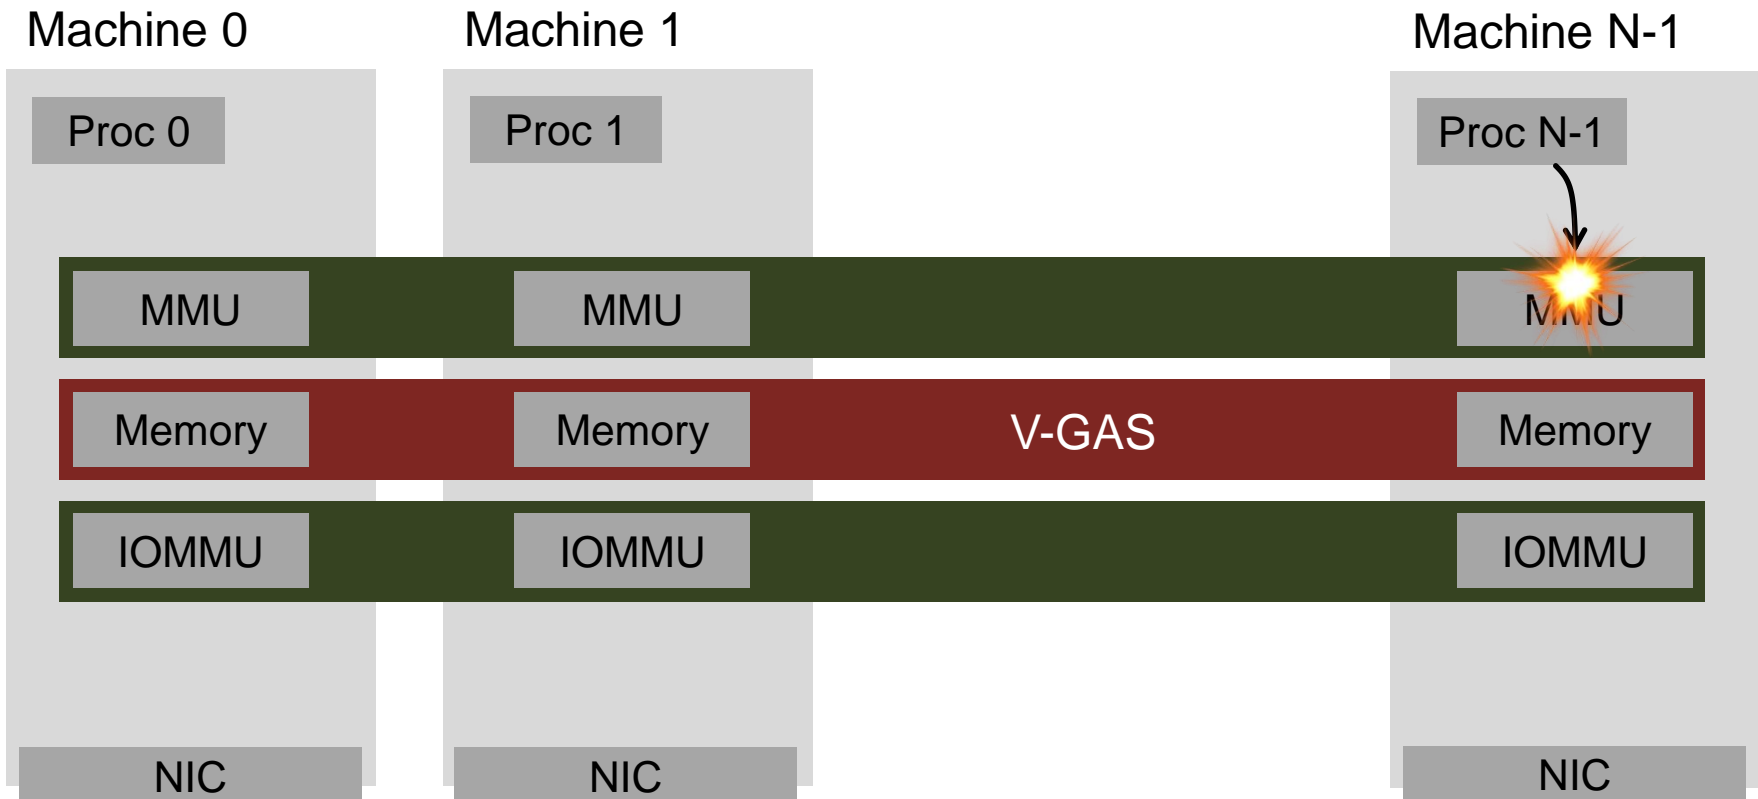 Machine 0
Machine 1
Machine N-1
Proc 0
Proc 1
Proc N-1
MMU
MMU
MMU
Memory
Memory
V-GAS
Memory
IOMMU
IOMMU
IOMMU
NIC
NIC
NIC